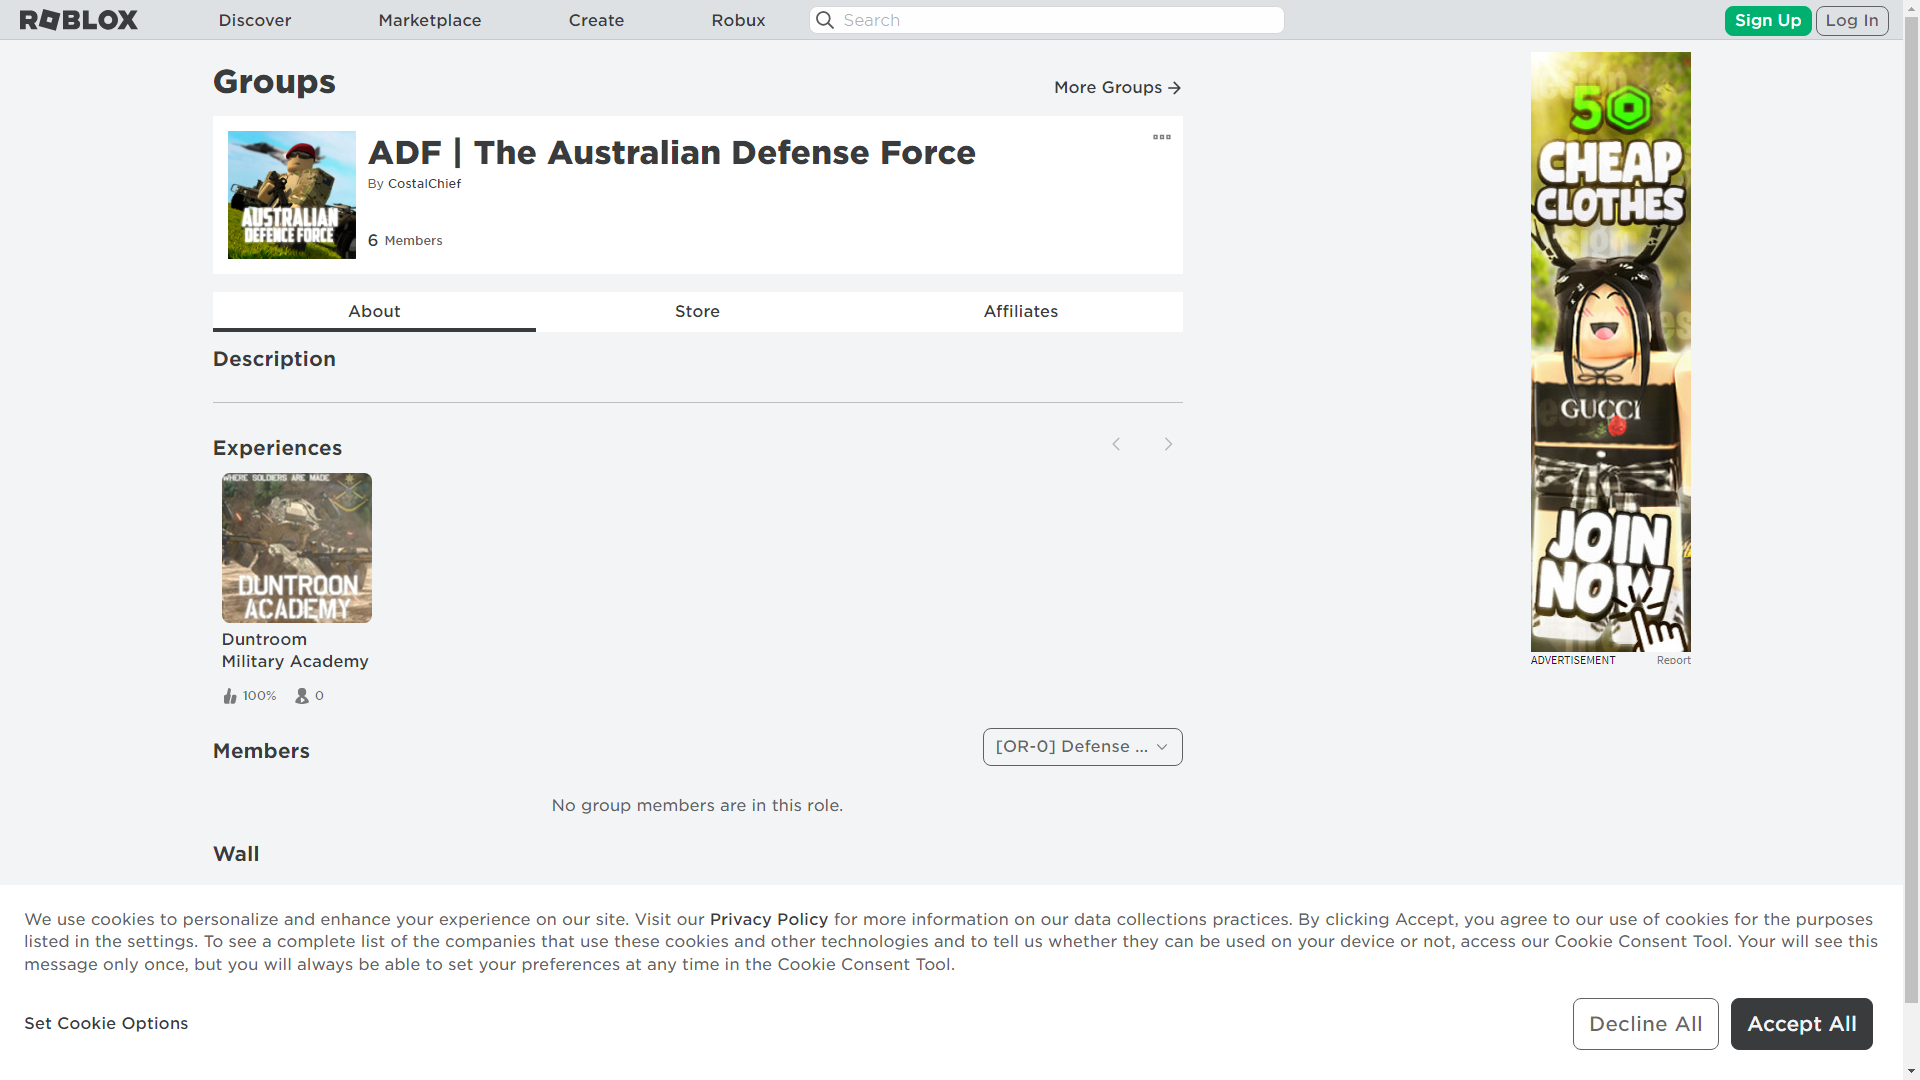 ROBLOX
Discover
Marketplace
Create
Robux
Search
Sign Up
Log In
Groups
More Groups
ADF | The Australian Defense Force
By CostalChief
6 Members
AUSTRALIAN
DEFENCE FORCE
About
Store
Affiliates
Description
Experiences
WHERE SOLDIERS ARE MADE
DUNTROON
ACADEMY
Duntroom
Military Academy
100%
0
Members
[OR-0] Defense ...
No group members are in this role.
Wall
50
CHEAP
CLOTHES
GUCCI
JOIN
NOW
ADVERTISEMENT
Report
We use cookies to personalize and enhance your experience on our site. Visit our Privacy Policy for more information on our data collections practices. By clicking Accept, you agree to our use of cookies for the purposes
listed in the settings. To see a complete list of the companies that use these cookies and other technologies and to tell us whether they can be used on your device or not, access our Cookie Consent Tool. Your will see this
message only once, but you will always be able to set your preferences at any time in the Cookie Consent Tool.
Set Cookie Options
Decline All
Accept All